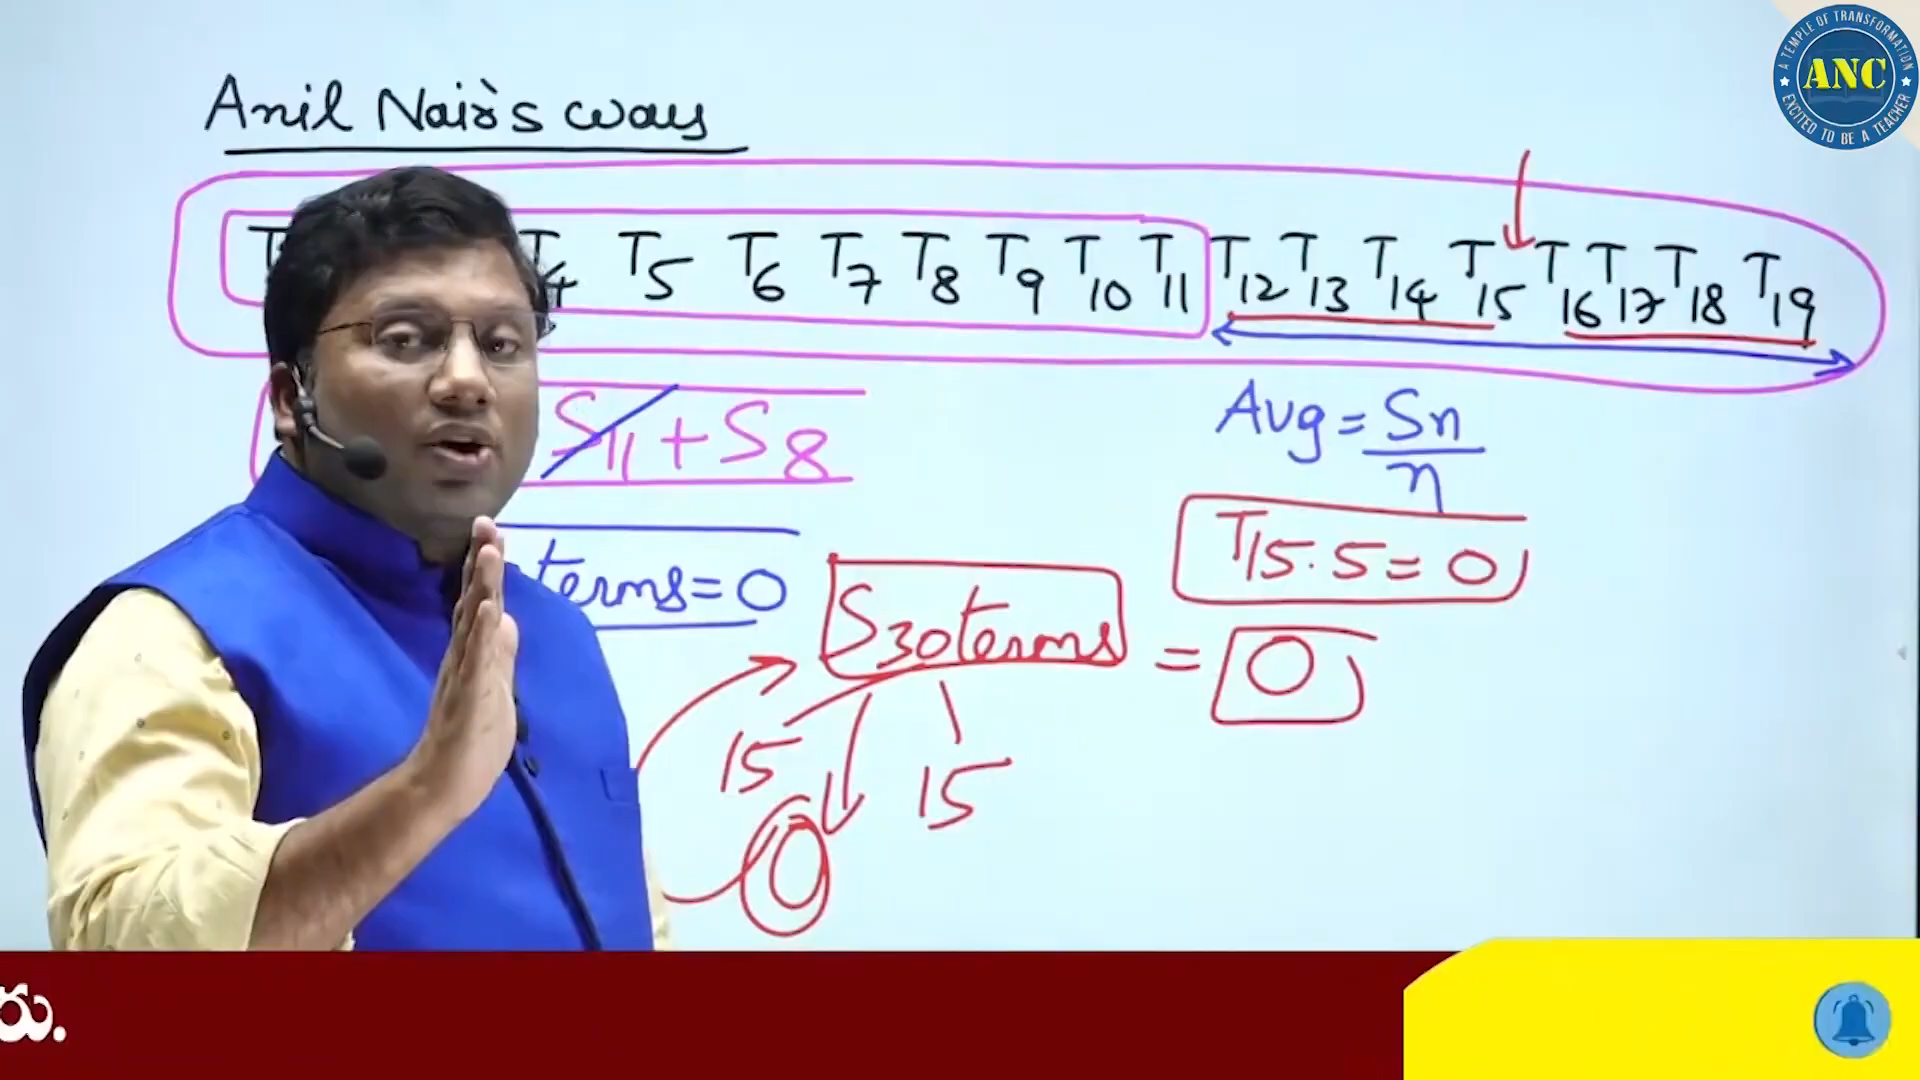 A TEMPLE OF TRANSFORMATION
ANC
EXCITED TO BE A TEACHER
Anil Nair's way
T4 T5 T6 T7 T8 T9 T10 T11 T12 T13 T14 T15 T16 T17 T18 T19
S11 + S8
Avg = Sn/n
T15.5 = 0
terms = 0
S30terms = 0
15 15
0
రు.